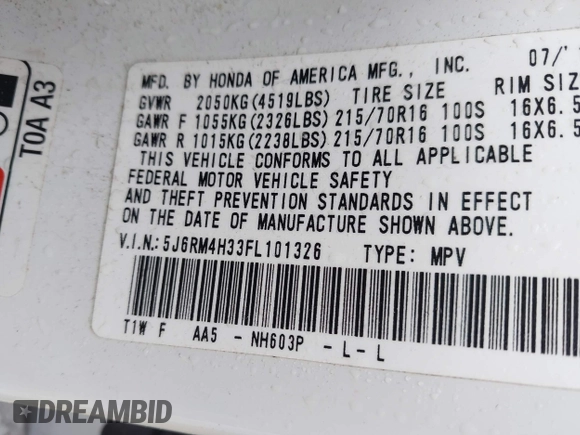 MFD. BY HONDA OF AMERICA MFG., INC. 07/
GVWR 2050KG(4519LBS) TIRE SIZE RIM SIZ
GAWR F 1055KG(2326LBS) 215/70R16 100S 16X6.5
GAWR R 1015KG(2238LBS) 215/70R16 100S 16X6.5
THIS VEHICLE CONFORMS TO ALL APPLICABLE
FEDERAL MOTOR VEHICLE SAFETY
AND THEFT PREVENTION STANDARDS IN EFFECT
ON THE DATE OF MANUFACTURE SHOWN ABOVE.
V.I.N.:5J6RM4H33FL101326 TYPE: MPV
T1W F AA5 - NH603P - L- L
TOA A3
DREAMBID